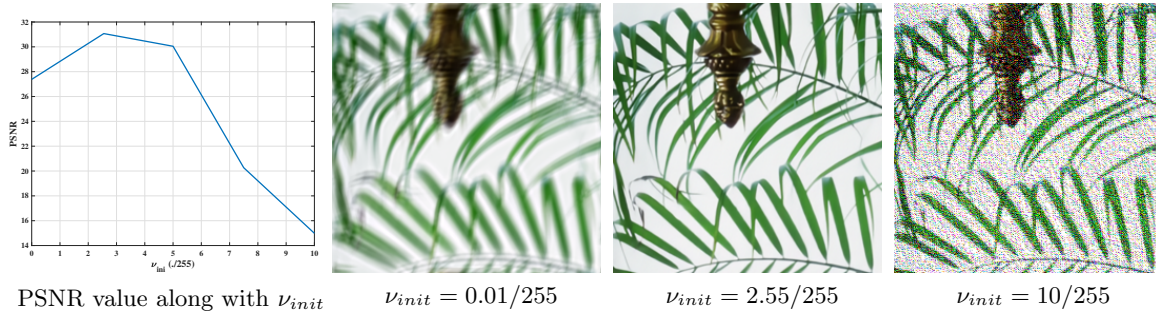 32
30
28
26
24
22
20
18
16
14
PSNR
0 1 2 3 4 5 6 7 8 9 10
ν_ini (./255)
PSNR value along with ν_init
ν_init = 0.01/255
ν_init = 2.55/255
ν_init = 10/255